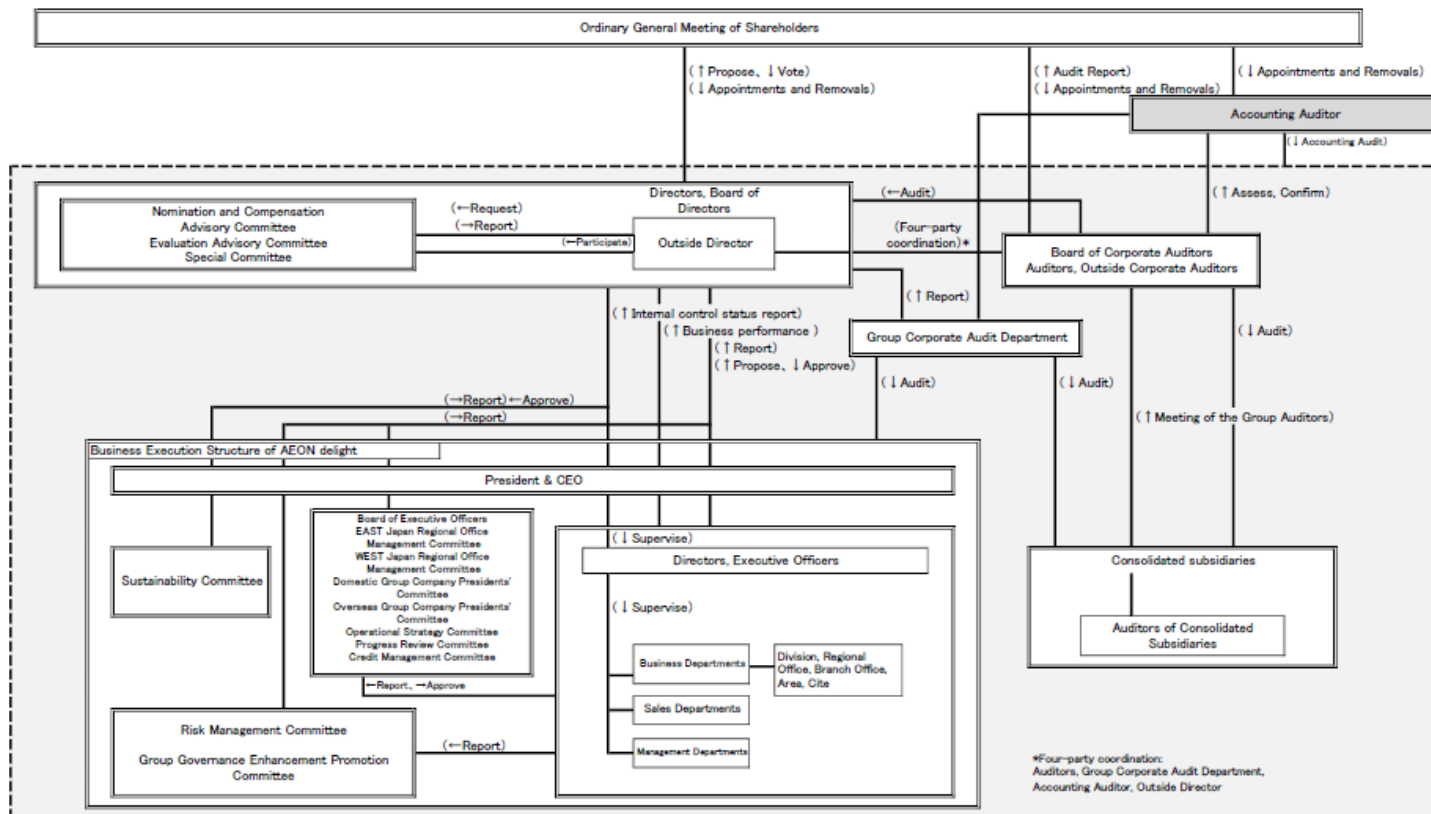 Ordinary General Meeting of Shareholders
(↑Propose、↓Vote)
(↓Appointments and Removals)
(↑Audit Report)
(↓Appointments and Removals)
(↓Appointments and Removals)
Accounting Auditor
(↓Accounting Audit)
Nomination and Compensation
Advisory Committee
Evaluation Advisory Committee
Special Committee
(←Request)
(→Report)
(←Participate)
Directors, Board of
Directors
Outside Director
(←Audit)
(Four-party
coordination)*
(↑Assess, Confirm)
Board of Corporate Auditors
Auditors, Outside Corporate Auditors
(↑Report)
Group Corporate Audit Department
(↑Internal control status report)
(↑Business performance )
(↑Report)
(↑Propose、↓Approve)
(↓Audit)
(↓Audit)
(↓Audit)
(↑Meeting of the Group Auditors)
(→Report)←Approve)
(→Report)
Business Execution Structure of AEON delight
President & CEO
Sustainability Committee
Board of Executive Officers
EAST Japan Regional Office
Management Committee
WEST Japan Regional Office
Management Committee
Domestic Group Company Presidents'
Committee
Overseas Group Company Presidents'
Committee
Operational Strategy Committee
Progress Review Committee
Credit Management Committee
←Report、→Approve
(↓Supervise)
Directors, Executive Officers
(↓Supervise)
Business Departments
Division, Regional
Office, Branch Office,
Area, Cite
Sales Departments
Management Departments
Risk Management Committee
Group Governance Enhancement Promotion
Committee
(←Report)
Consolidated subsidiaries
Auditors of Consolidated
Subsidiaries
*Four-party coordination:
Auditors, Group Corporate Audit Department,
Accounting Auditor, Outside Director